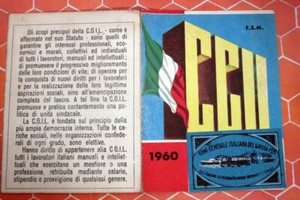 Gli scopi precipui della C.G.I.L. - come è
affermato nel suo Statuto - sono quelli di
garantire gli interessi professionali, eco-
nomici e morali, collettivi ed individuali
di tutti i lavoratori, manuali ed intellettuali;
di promuovere il progressivo miglioramento
delle loro condizioni di vita; di operare per
la conquista di nuovi diritti per i lavoratori
e per la realizzazione delle loro legittime
aspirazioni sociali, sino all'emancipazione
completa del lavoro. A tal fine la C.G.I.L.
promuove e pratica costantemente una poli-
tica di unità sindacale.
La C.G.I.L. è fondata sul principio della
più ampia democrazia interna. Tutte le ca-
riche sociali, nelle organizzazioni confede-
rali di ogni grado, sono elettive.
Hanno diritto di appartenere alla C.G.I.L.
tutti i lavoratori italiani manuali e intellet-
tuali che esercitano un mestiere o una
professione, retribuita mediante salario,
stipendio o provvigione di qualsiasi genere,
F.S.M.
1960
GENERALE ITALIANA DEL LAVORO